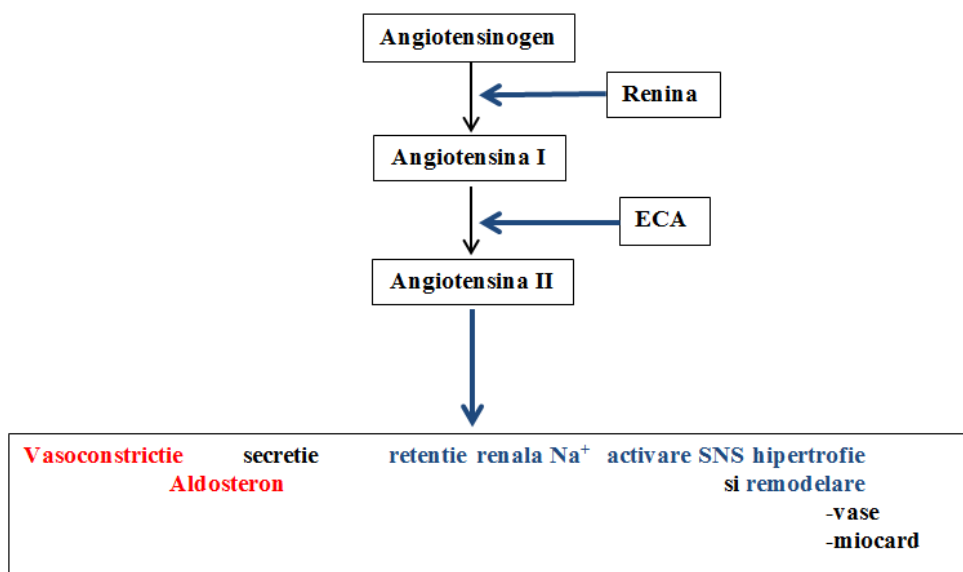 Angiotensinogen
Renina
Angiotensina I
ECA
Angiotensina II
Vasoconstrictie secretie retentie renala Na⁺ activare SNS hipertrofie
Aldosteron si remodelare
-vase
-miocard